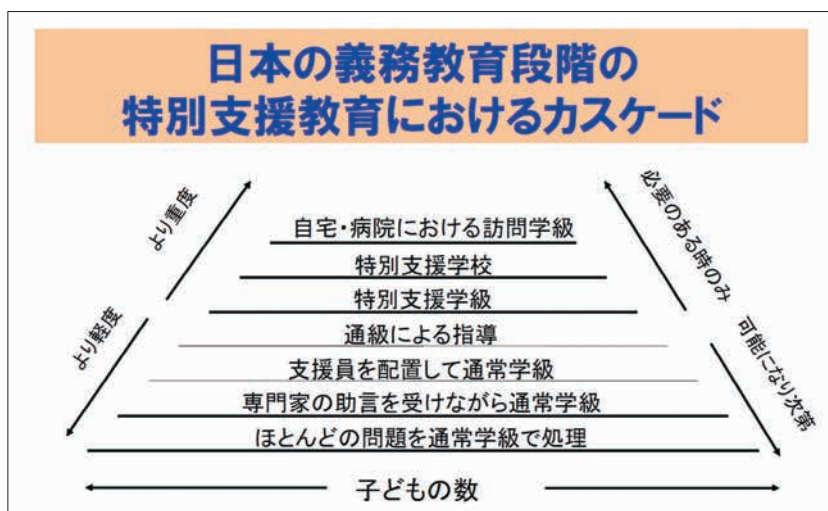 日本の義務教育段階の
特別支援教育におけるカスケード
より重度
より軽度
自宅・病院における訪問学級
特別支援学校
特別支援学級
通級による指導
支援員を配置して通常学級
専門家の助言を受けながら通常学級
ほとんどの問題を通常学級で処理
必要のある時のみ
可能になり次第
子どもの数